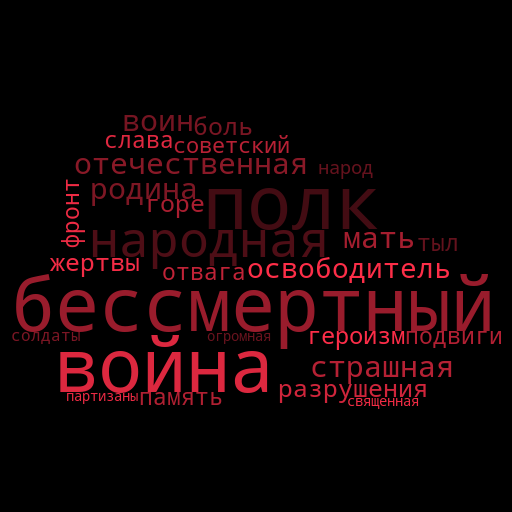 воин боль
слава советский
отечественная народ
родина горе полк
фронт
народная мать тыл
жертвы отвага освободитель
бессмертный
солдаты огромная героизм подвиги
война страшная
разрушения
партизаны память священная